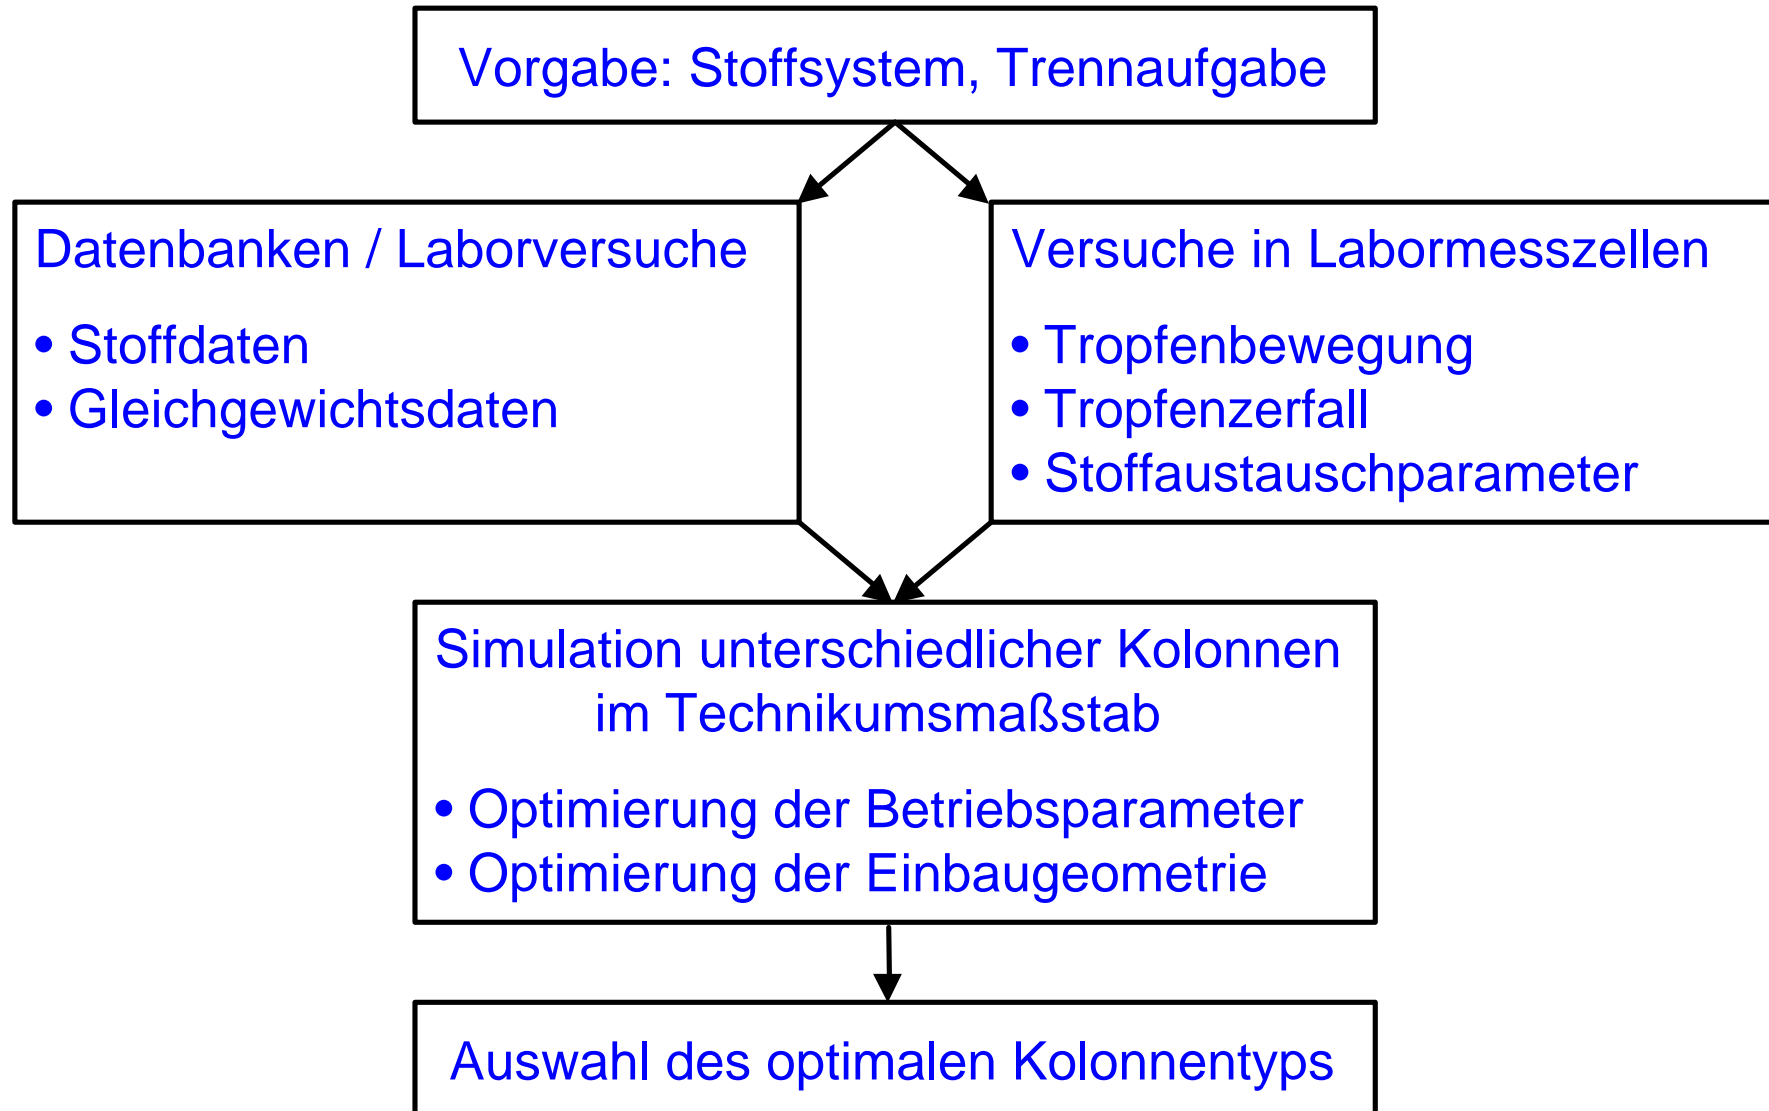 Vorgabe: Stoffsystem, Trennaufgabe
Datenbanken / Laborversuche
• Stoffdaten
• Gleichgewichtsdaten
Versuche in Labormesszellen
• Tropfenbewegung
• Tropfenzerfall
• Stoffaustauschparameter
Simulation unterschiedlicher Kolonnen
im Technikumsmaßstab
• Optimierung der Betriebsparameter
• Optimierung der Einbaugeometrie
Auswahl des optimalen Kolonnentyps